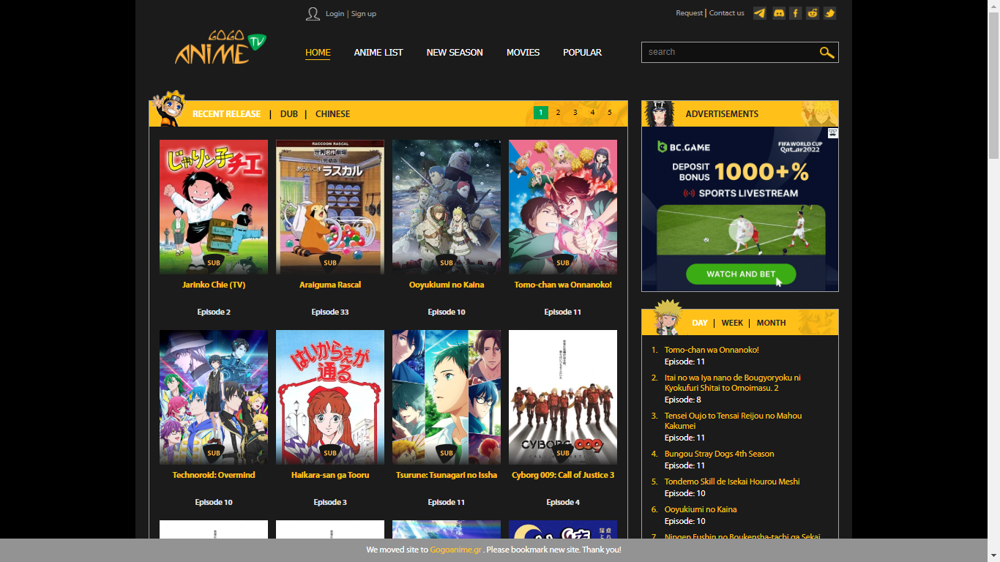 Login | Sign up
Request | Contact us
GOGO
ANIME TV
HOME
ANIME LIST
NEW SEASON
MOVIES
POPULAR
search
RECENT RELEASE | DUB | CHINESE
1 2 3 4 5
じゃリン子
チエ
SUB
Jarinko Chie (TV)
Episode 2
RACCOON RASCAL
世界名作劇場
[完結版]
あらいぐま
ラスカル
SUB
Araiguma Rascal
Episode 33
SUB
Ooyukiumi no Kaina
Episode 10
SUB
Tomo-chan wa Onnanoko!
Episode 11
SUB
Technoroid: Overmind
Episode 10
はいからさんが
通る
SUB
Haikara-san ga Tooru
Episode 3
SUB
Tsurune: Tsunagari no Issha
Episode 11
CYBORG 009
SUB
Cyborg 009: Call of Justice 3
Episode 4
ADVERTISEMENTS
BC.GAME
FIFA WORLD CUP
Qatar2022
DEPOSIT
BONUS 1000+%
SPORTS LIVESTREAM
WATCH AND BET
DAY | WEEK | MONTH
1. Tomo-chan wa Onnanoko!
Episode: 11
2. Itai no wa Iya nano de Bougyoryoku ni
Kyokufuri Shitai to Omoimasu. 2
Episode: 8
3. Tensei Oujo to Tensai Reijou no Mahou
Kakumei
Episode: 11
4. Bungou Stray Dogs 4th Season
Episode: 11
5. Tondemo Skill de Isekai Hourou Meshi
Episode: 10
6. Ooyukiumi no Kaina
Episode: 10
7. Ningen Fushin no Boukensha-tachi ga Sekai
We moved site to Gogoanime.gr . Please bookmark new site. Thank you!